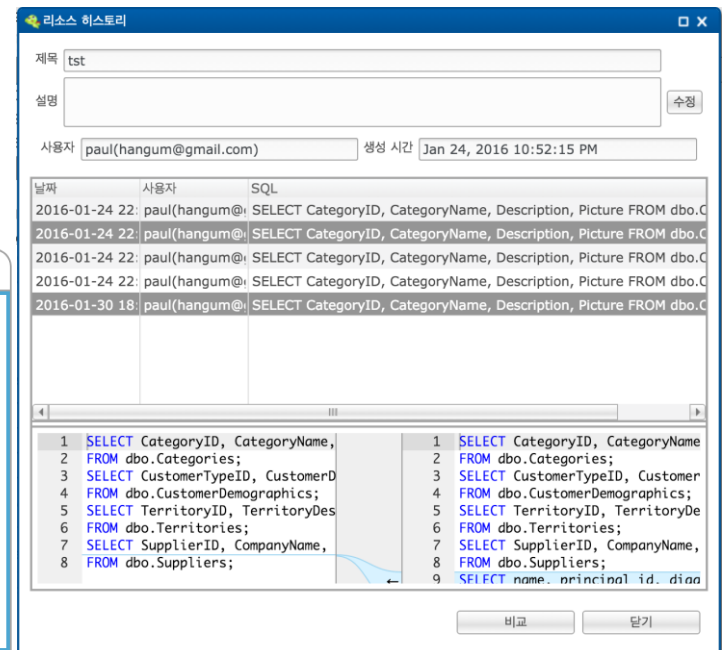 리소스 히스토리
제목 tst
설명
수정
사용자 paul(hangum@gmail.com) 생성 시간 Jan 24, 2016 10:52:15 PM
날짜 사용자 SQL
2016-01-24 22: paul(hangum@ SELECT CategoryID, CategoryName, Description, Picture FROM dbo.C
2016-01-24 22: paul(hangum@ SELECT CategoryID, CategoryName, Description, Picture FROM dbo.C
2016-01-24 22: paul(hangum@ SELECT CategoryID, CategoryName, Description, Picture FROM dbo.C
2016-01-24 22: paul(hangum@ SELECT CategoryID, CategoryName, Description, Picture FROM dbo.C
2016-01-30 18: paul(hangum@ SELECT CategoryID, CategoryName, Description, Picture FROM dbo.C
1 SELECT CategoryID, CategoryName,
2 FROM dbo.Categories;
3 SELECT CustomerTypeID, CustomerD
4 FROM dbo.CustomerDemographics;
5 SELECT TerritoryID, TerritoryDes
6 FROM dbo.Territories;
7 SELECT SupplierID, CompanyName,
8 FROM dbo.Suppliers;
←
1 SELECT CategoryID, CategoryName
2 FROM dbo.Categories;
3 SELECT CustomerTypeID, Customer
4 FROM dbo.CustomerDemographics;
5 SELECT TerritoryID, TerritoryDe
6 FROM dbo.Territories;
7 SELECT SupplierID, CompanyName,
8 FROM dbo.Suppliers;
9 SELECT name, principal_id, diag
비교 닫기